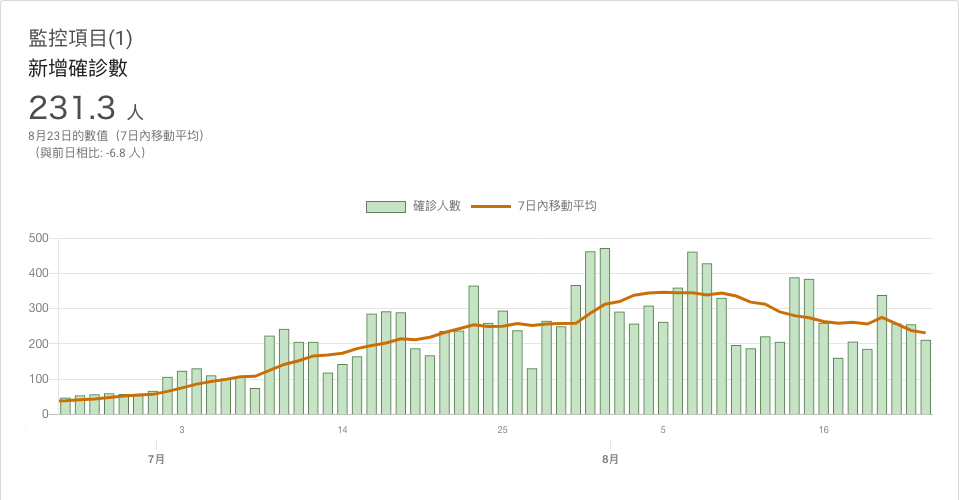 監控項目(1)
新增確診數
231.3 人
8月23日的數值（7日內移動平均）
（與前日相比: -6.8 人）
確診人數 7日內移動平均
500
400
300
200
100
0
3 14 25 5 16
7月 8月